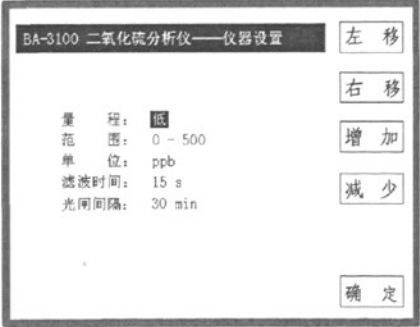 BA-3100 二氧化硫分析仪——仪器设置
量 程: 低
范 围: 0 - 500
单 位: ppb
滤波时间: 15 s
光闸间隔: 30 min
左 移
右 移
增 加
减 少
确 定